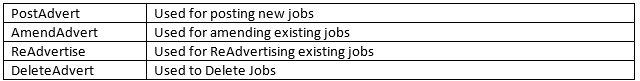 PostAdvert Used for posting new jobs
AmendAdvert Used for amending existing jobs
ReAdvertise Used for ReAdvertising existing jobs
DeleteAdvert Used to Delete Jobs